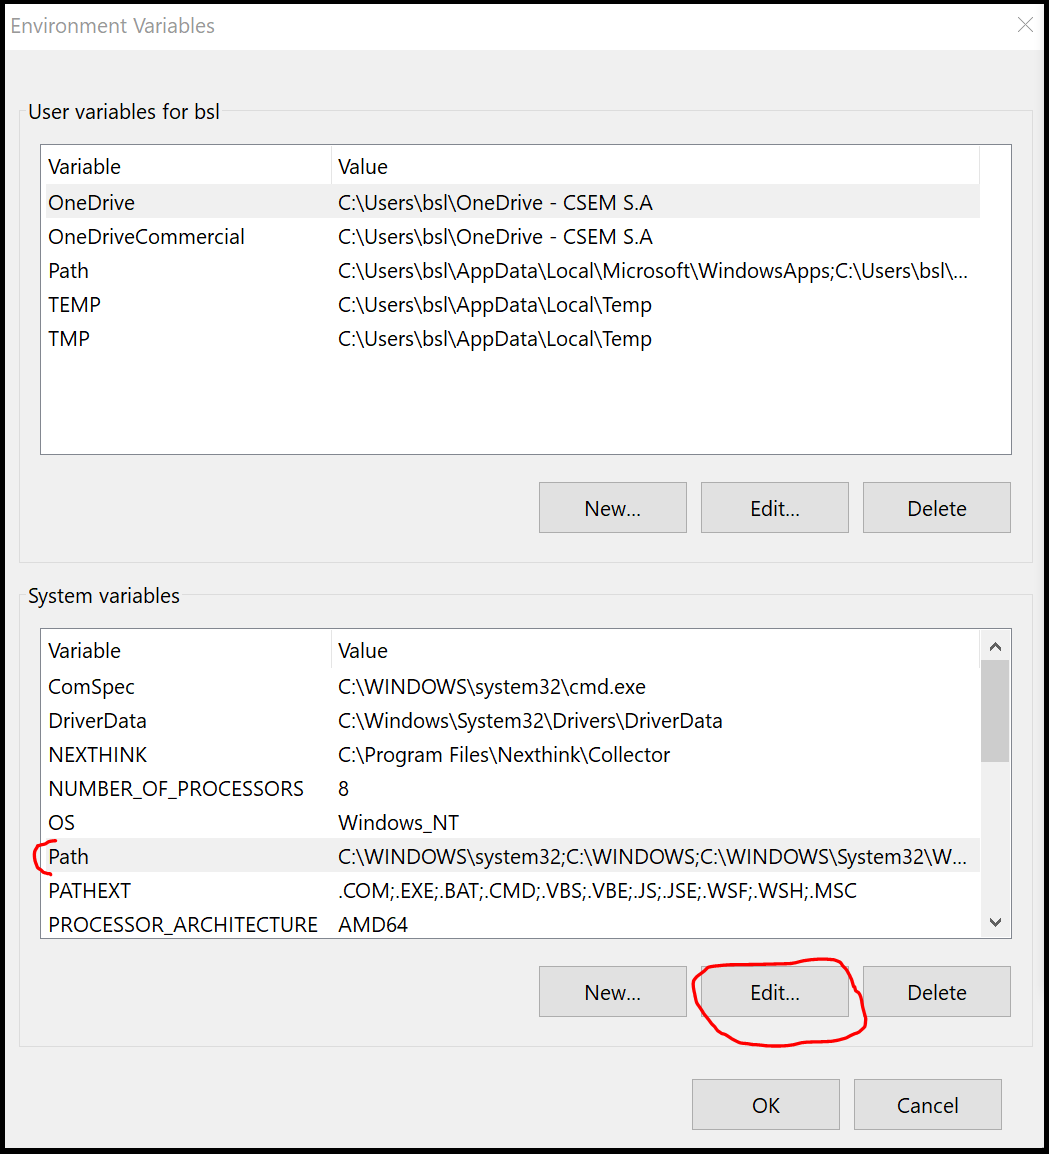 Environment Variables
User variables for bsl
Variable Value
OneDrive C:\Users\bsl\OneDrive - CSEM S.A
OneDriveCommercial C:\Users\bsl\OneDrive - CSEM S.A
Path C:\Users\bsl\AppData\Local\Microsoft\WindowsApps;C:\Users\bsl\...
TEMP C:\Users\bsl\AppData\Local\Temp
TMP C:\Users\bsl\AppData\Local\Temp
New... Edit... Delete
System variables
Variable Value
ComSpec C:\WINDOWS\system32\cmd.exe
DriverData C:\Windows\System32\Drivers\DriverData
NEXTHINK C:\Program Files\Nexthink\Collector
NUMBER_OF_PROCESSORS 8
OS Windows_NT
Path C:\WINDOWS\system32;C:\WINDOWS;C:\WINDOWS\System32\W...
PATHEXT .COM;.EXE;.BAT;.CMD;.VBS;.VBE;.JS;.JSE;.WSF;.WSH;.MSC
PROCESSOR_ARCHITECTURE AMD64
New... Edit... Delete
OK Cancel